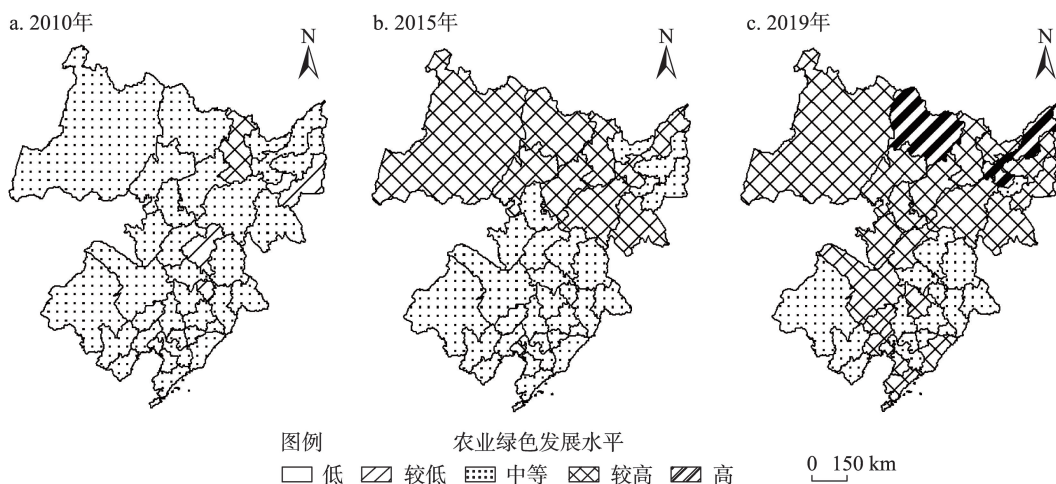 a. 2010年
b. 2015年
c. 2019年
N
N
N
图例
农业绿色发展水平
低
较低
中等
较高
高
0 150 km